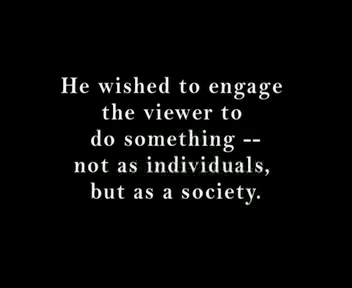 He wished to engage
the viewer to
do something --
not as individuals,
but as a society.